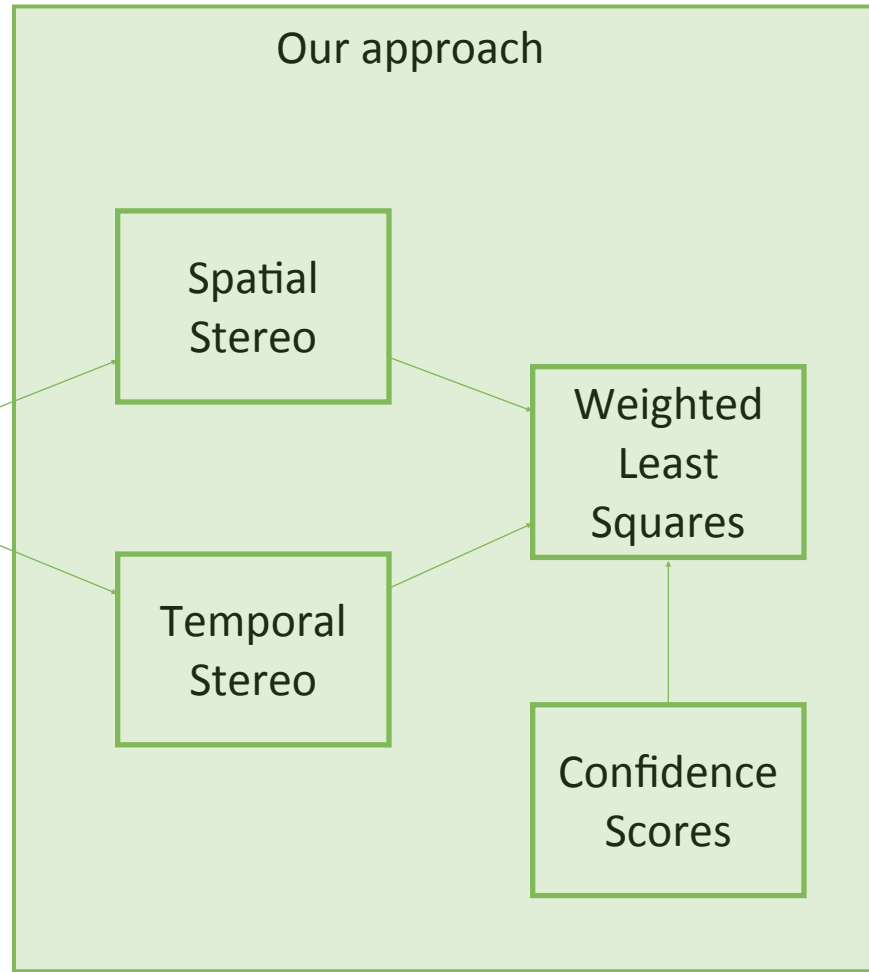 Our approach
Spatial
Stereo
Weighted
Least
Squares
Temporal
Stereo
Confidence
Scores